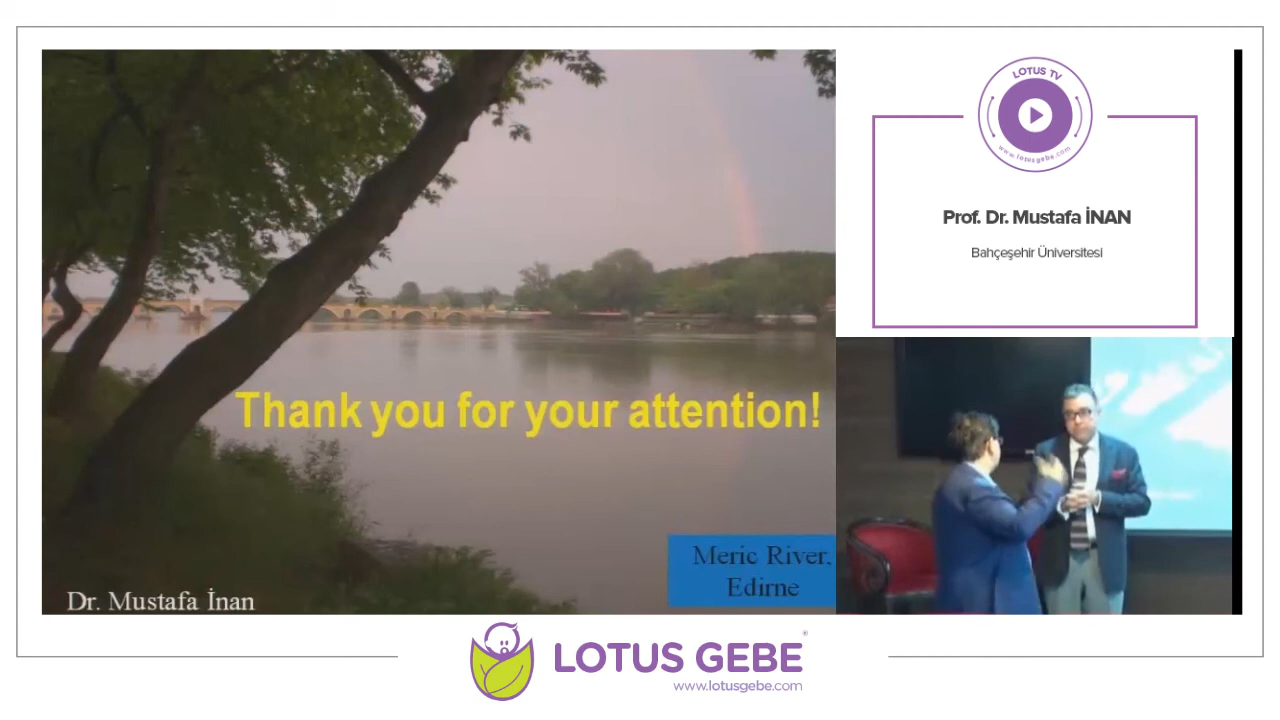 Thank you for your attention!
Meric River,
Edirne
Dr. Mustafa İnan
LOTUS TV
www.lotusgebe.com
Prof. Dr. Mustafa İNAN
Bahçeşehir Üniversitesi
LOTUS GEBE®
www.lotusgebe.com